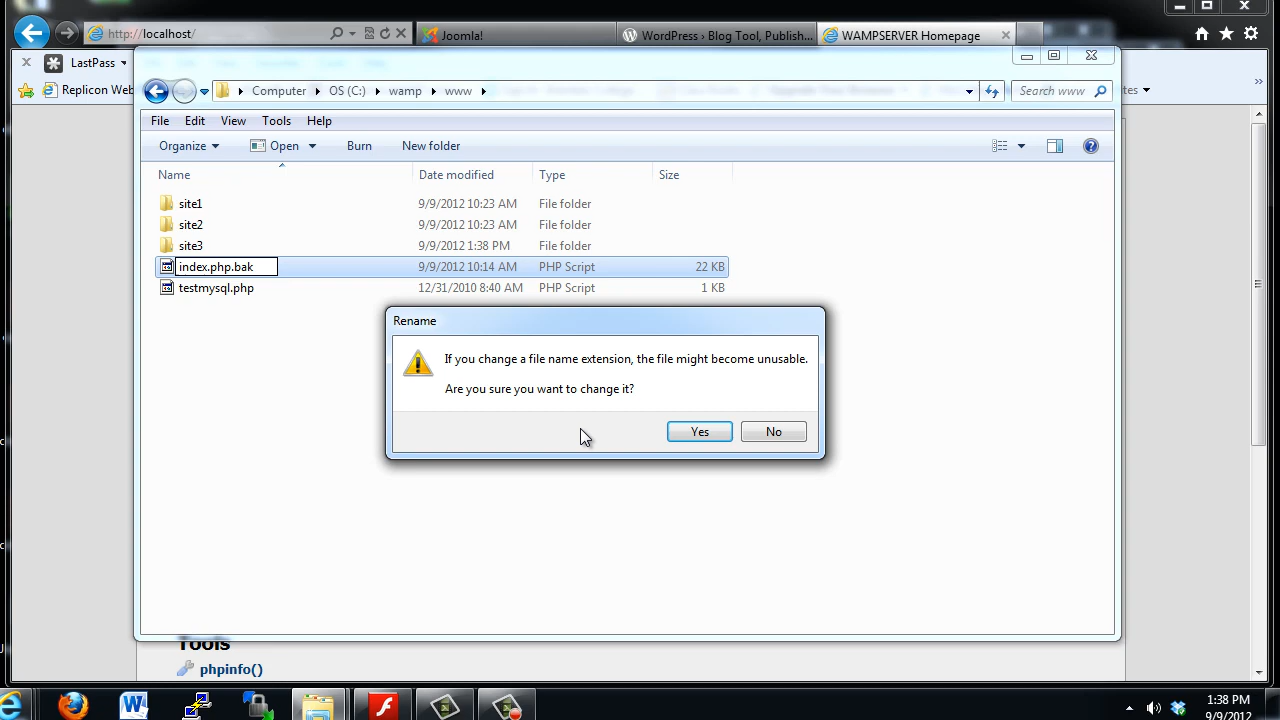 http://localhost/
Joomla!
WordPress › Blog Tool, Publish...
WAMPSERVER Homepage
LastPass
Replicon Web
Computer
OS (C:)
wamp
www
Search www
File Edit View Tools Help
Organize Open Burn New folder
Name Date modified Type Size
site1 9/9/2012 10:23 AM File folder
site2 9/9/2012 10:23 AM File folder
site3 9/9/2012 1:38 PM File folder
index.php.bak 9/9/2012 10:14 AM PHP Script 22 KB
testmysql.php 12/31/2010 8:40 AM PHP Script 1 KB
Rename
If you change a file name extension, the file might become unusable.
Are you sure you want to change it?
Yes No
Tools
phpinfo()
1:38 PM
9/9/2012